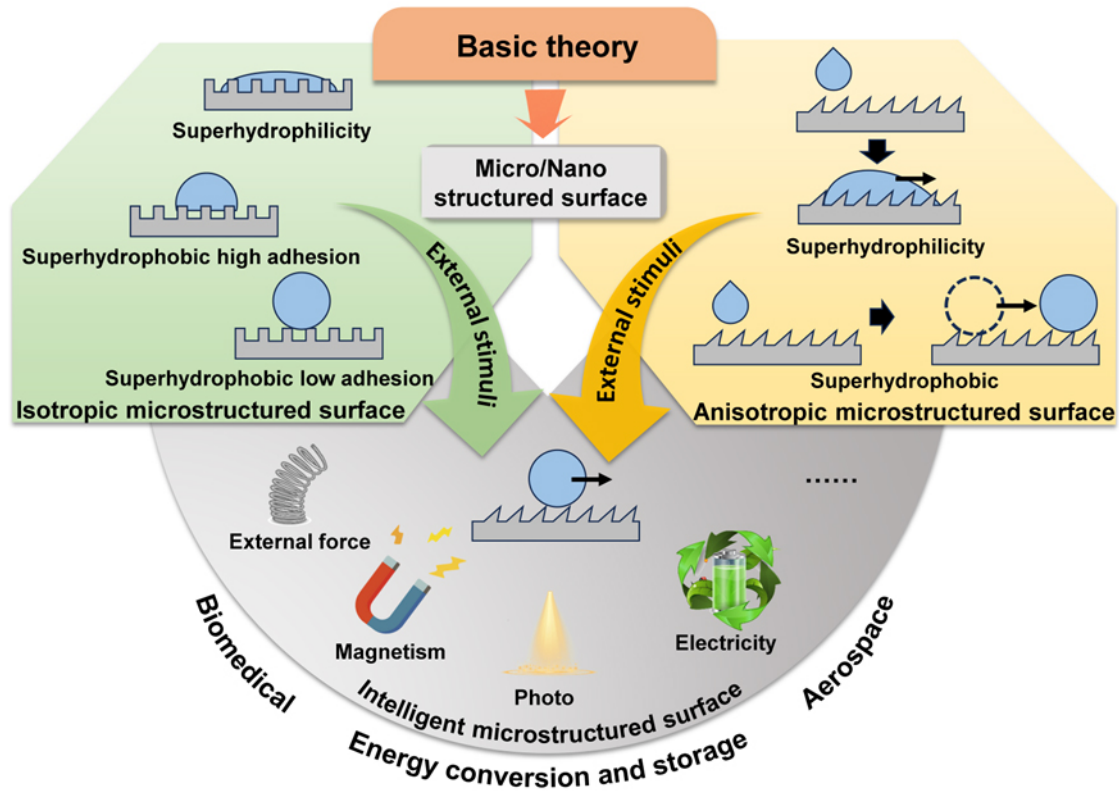 Basic theory
Micro/Nano
structured surface
Superhydrophilicity
Superhydrophobic high adhesion
Superhydrophobic low adhesion
Isotropic microstructured surface
External stimuli
External stimuli
Superhydrophilicity
Superhydrophobic
Anisotropic microstructured surface
......
External force
Magnetism
Photo
Electricity
Intelligent microstructured surface
Biomedical
Energy conversion and storage
Aerospace